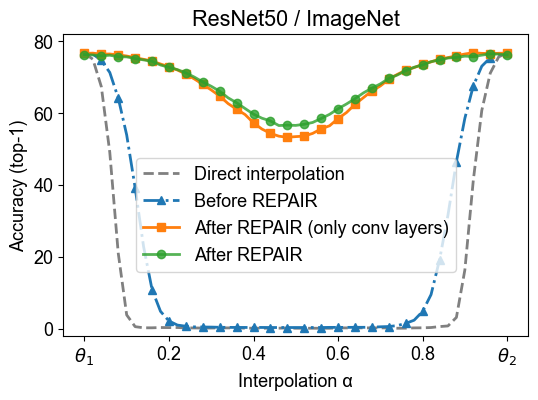 ResNet50 / ImageNet
Accuracy (top-1)
80
60
40
20
0
Direct interpolation
Before REPAIR
After REPAIR (only conv layers)
After REPAIR
θ₁ 0.2 0.4 0.6 0.8 θ₂
Interpolation α